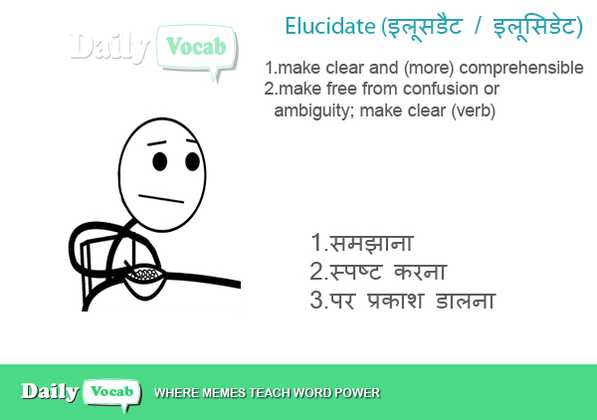 Daily Vocab
Elucidate (इलूसडैट / इलूसिडेट)
1.make clear and (more) comprehensible
2.make free from confusion or
ambiguity; make clear (verb)
1.समझाना
2.स्पष्ट करना
3.पर प्रकाश डालना
Daily Vocab WHERE MEMES TEACH WORD POWER